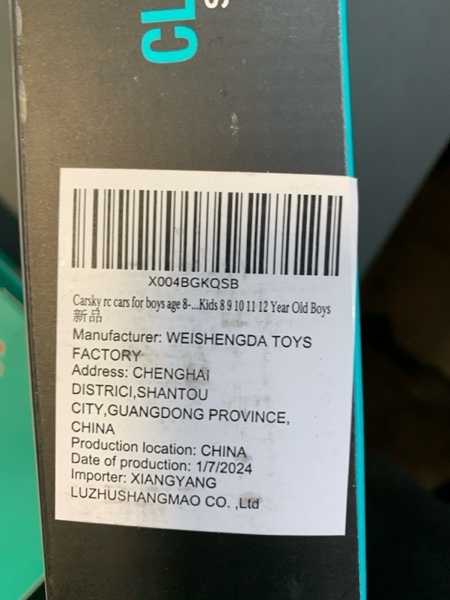 CL
X004BGKQSB
Carsky rc cars for boys age 8-...Kids 8 9 10 11 12 Year Old Boys
新品
Manufacturer: WEISHENGDA TOYS
FACTORY
Address: CHENGHAI
DISTRICI,SHANTOU
CITY,GUANGDONG PROVINCE,
CHINA
Production location: CHINA
Date of production: 1/7/2024
Importer: XIANGYANG
LUZHUSHANGMAO CO. ,Ltd